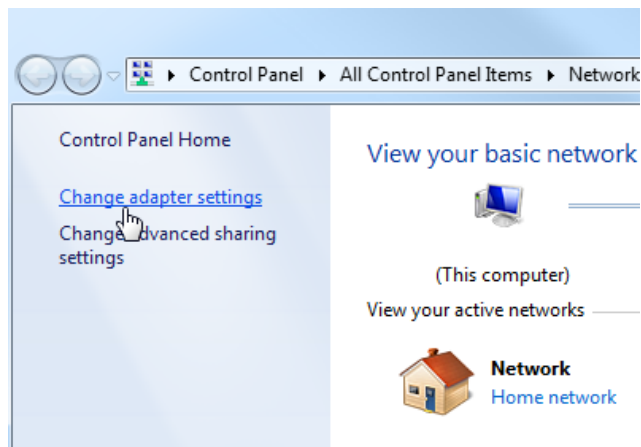 Control Panel ▸ All Control Panel Items ▸ Network
Control Panel Home
View your basic network
Change adapter settings
Change advanced sharing
settings
(This computer)
View your active networks
Network
Home network